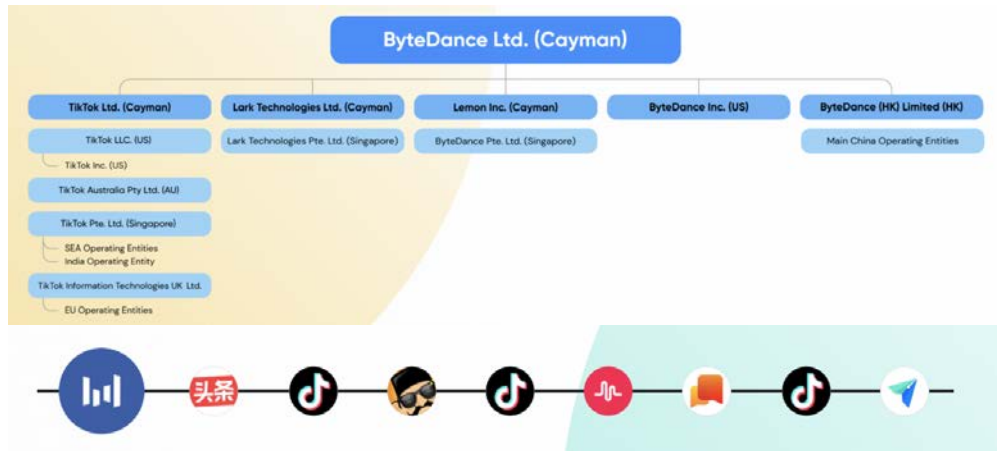 ByteDance Ltd. (Cayman)
TikTok Ltd. (Cayman)
Lark Technologies Ltd. (Cayman)
Lemon Inc. (Cayman)
ByteDance Inc. (US)
ByteDance (HK) Limited (HK)
TikTok LLC. (US)
Lark Technologies Pte. Ltd. (Singapore)
ByteDance Pte. Ltd. (Singapore)
Main China Operating Entities
TikTok Inc. (US)
TikTok Australia Pty Ltd. (AU)
TikTok Pte. Ltd. (Singapore)
SEA Operating Entities
India Operating Entity
TikTok Information Technologies UK Ltd.
EU Operating Entities
头条